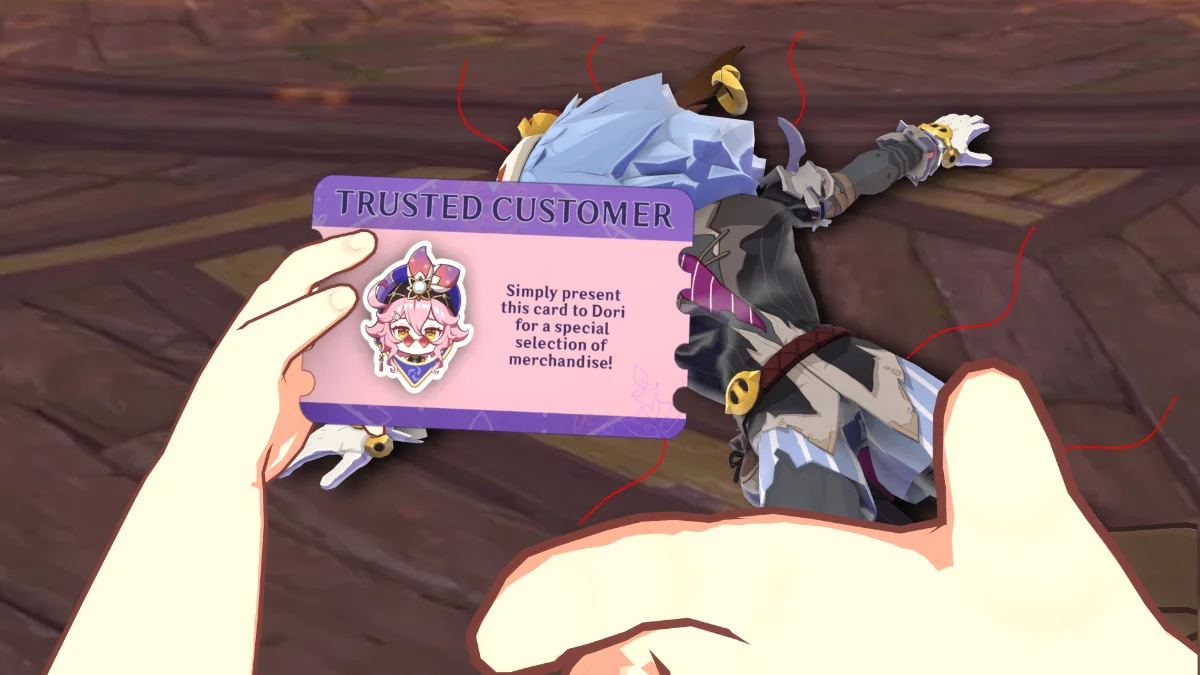 TRUSTED CUSTOMER
Simply present
this card to Dori
for a special
selection of
merchandise!